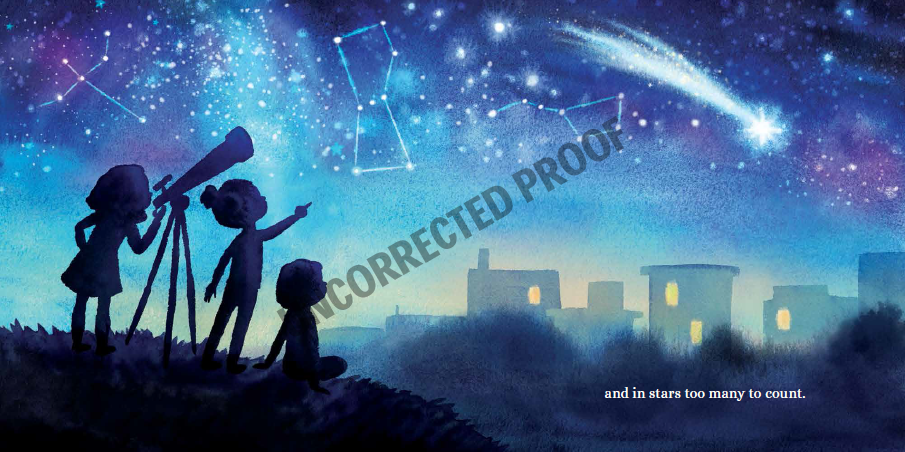 UNCORRECTED PROOF
and in stars too many to count.